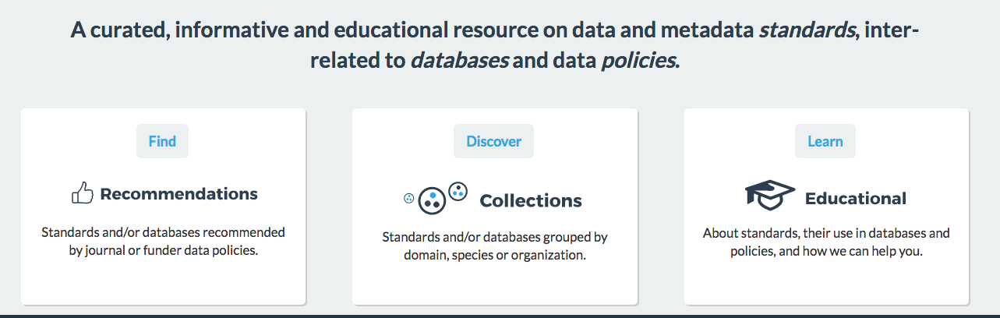 A curated, informative and educational resource on data and metadata standards, inter-
related to databases and data policies.
Find
Recommendations
Standards and/or databases recommended
by journal or funder data policies.
Discover
Collections
Standards and/or databases grouped by
domain, species or organization.
Learn
Educational
About standards, their use in databases and
policies, and how we can help you.